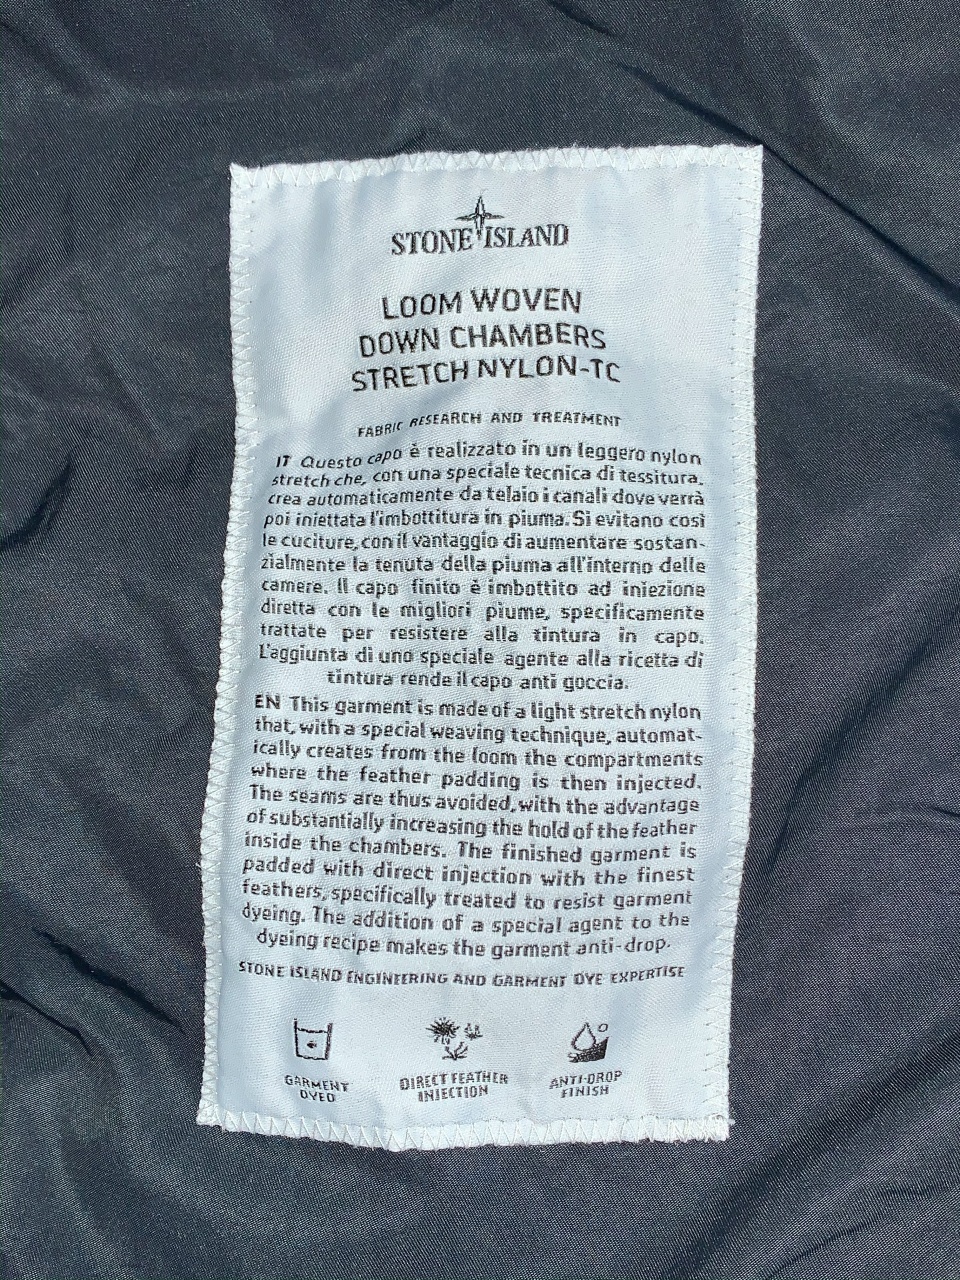 STONE ISLAND
LOOM WOVEN
DOWN CHAMBERS
STRETCH NYLON-TC
FABRIC RESEARCH AND TREATMENT
IT Questo capo è realizzato in un leggero nylon
stretch che, con una speciale tecnica di tessitura,
crea automaticamente da telaio i canali dove verrà
poi iniettata l'imbottitura in piuma. Si evitano così
le cuciture, con il vantaggio di aumentare sostan-
zialmente la tenuta della piuma all'interno delle
camere. Il capo finito è imbottito ad iniezione
diretta con le migliori piume, specificamente
trattate per resistere alla tintura in capo.
L'aggiunta di uno speciale agente alla ricetta di
tintura rende il capo anti goccia.
EN This garment is made of a light stretch nylon
that, with a special weaving technique, automat-
ically creates from the loom the compartments
where the feather padding is then injected.
The seams are thus avoided, with the advantage
of substantially increasing the hold of the feather
inside the chambers. The finished garment is
padded with direct injection with the finest
feathers, specifically treated to resist garment
dyeing. The addition of a special agent to the
dyeing recipe makes the garment anti-drop.
STONE ISLAND ENGINEERING AND GARMENT DYE EXPERTISE
GARMENT
DYED
DIRECT FEATHER
INJECTION
ANTI-DROP
FINISH